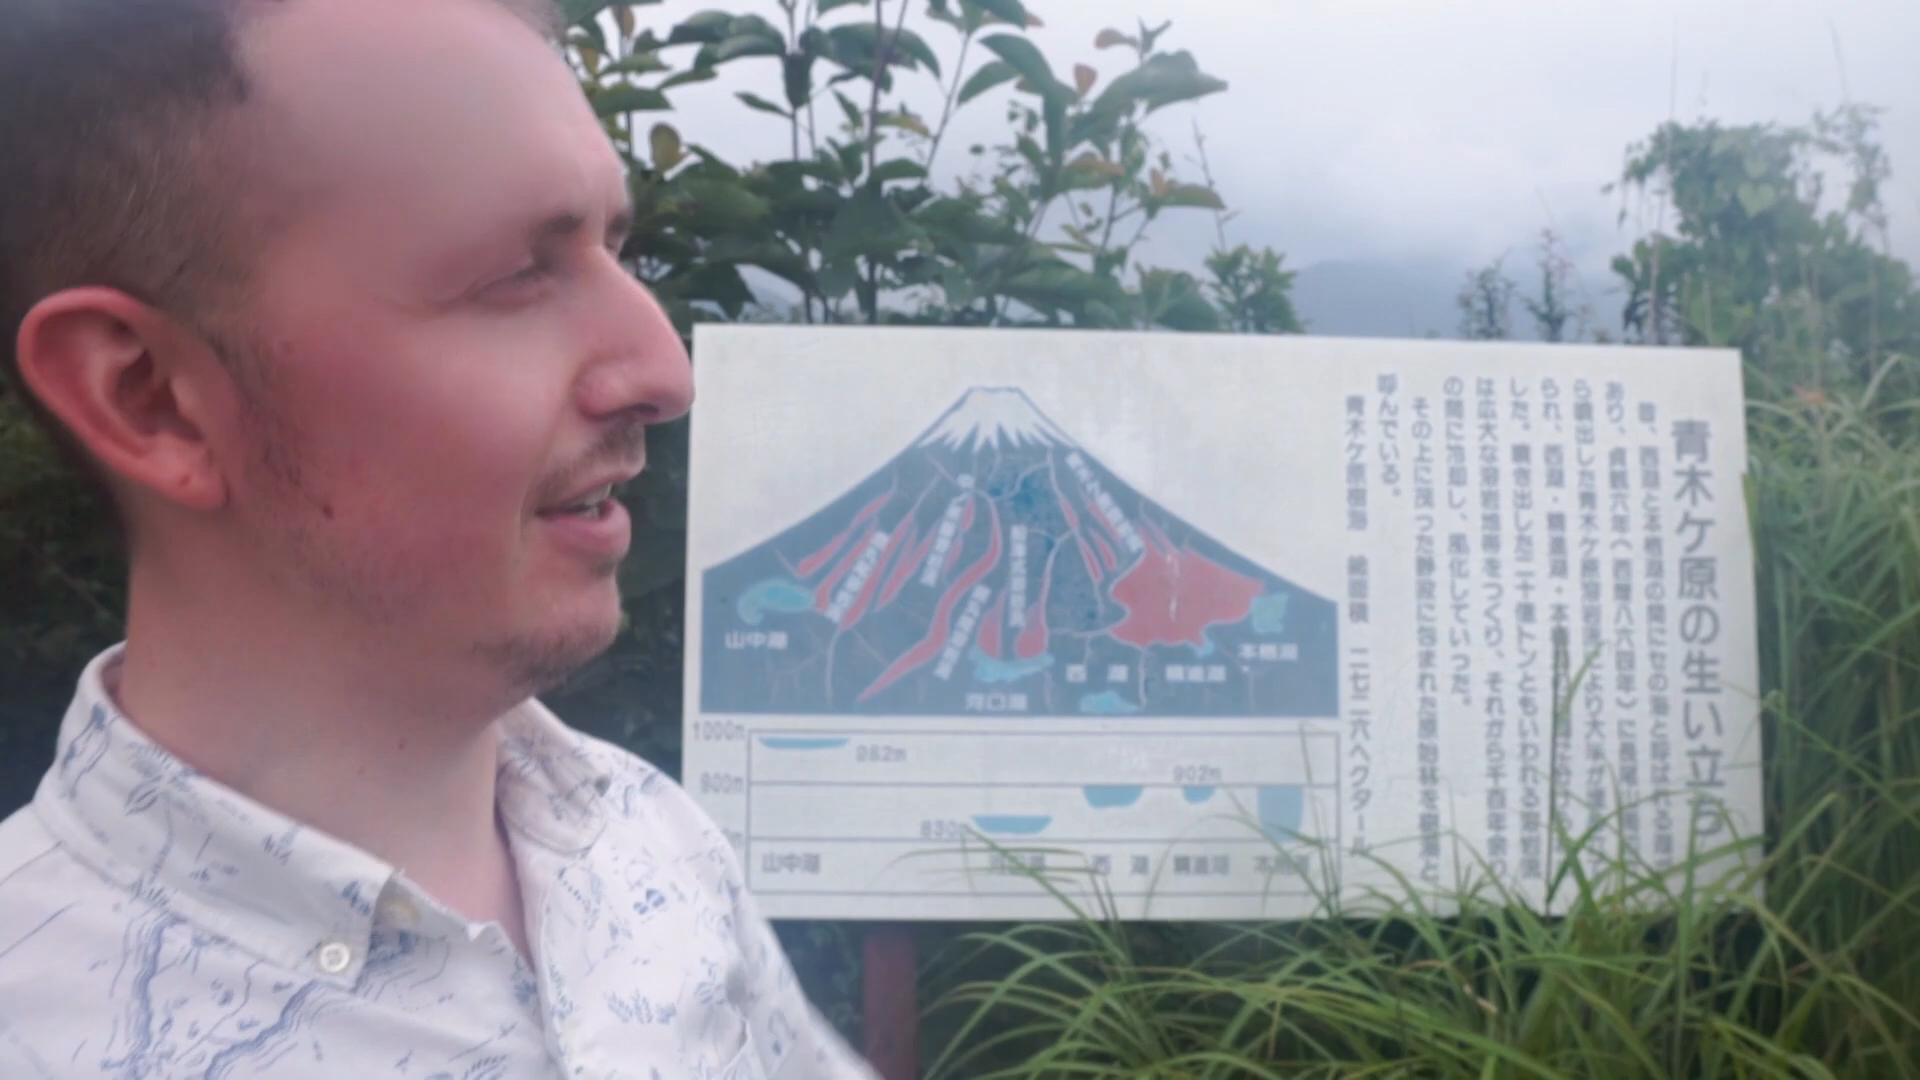 青木ケ原の生い立ち
昔、西湖と本栖湖の間にせの海と呼ばれる湖
あり、貞観六年(西暦八六四年)に長尾
ら噴出した青木ケ原溶岩流により大半が埋
られ、西湖・精進湖・本栖
した。噴き出した二十億トンともいわれる溶岩流
は広大な溶岩地帯をつくり、それから千百年余り
の間に冷却し、風化していった。
その上に茂った静寂に包まれた原始林を樹海と
呼んでいる。
青木ケ原樹海 総面積 二七二六ヘクタール
山中湖
河口湖
西 湖
精進湖
本栖湖
1000m
982m
900m
902m
830m
山中湖
河口湖
西 湖
精進湖
本栖湖